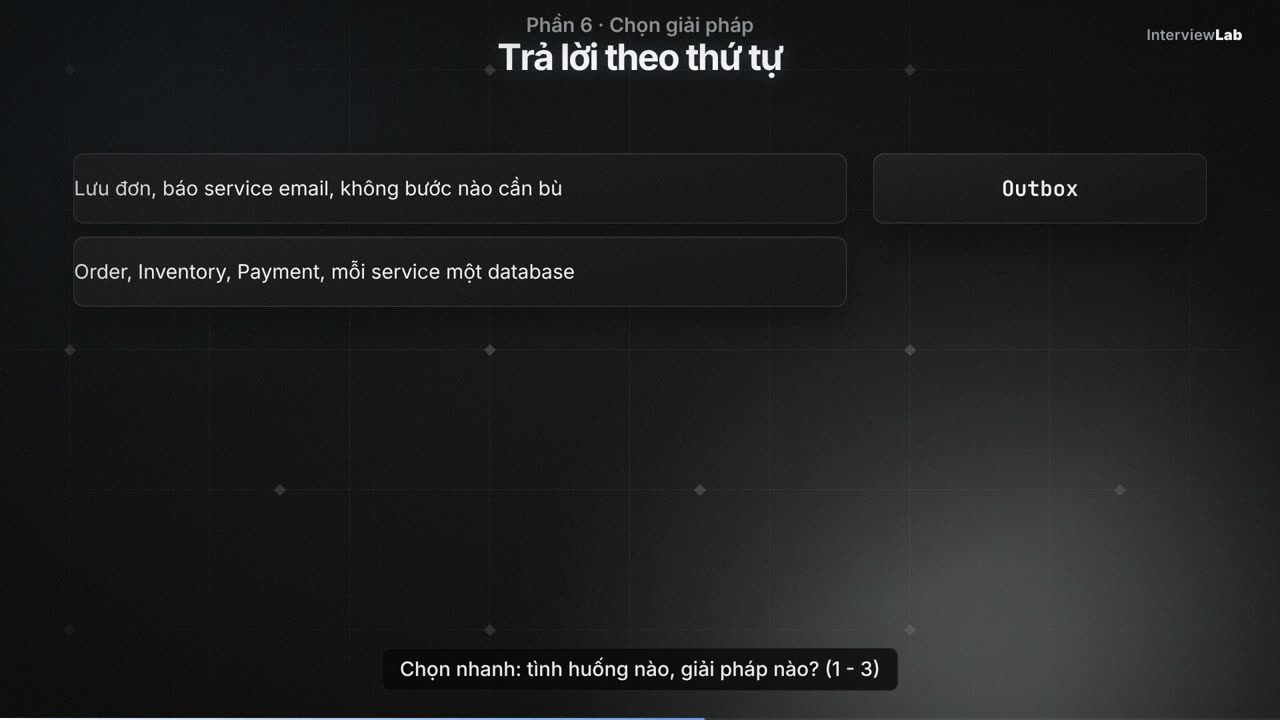 Phần 6 · Chọn giải pháp
Trả lời theo thứ tự
InterviewLab
Lưu đơn, báo service email, không bước nào cần bù
Outbox
Order, Inventory, Payment, mỗi service một database
Chọn nhanh: tình huống nào, giải pháp nào? (1 - 3)